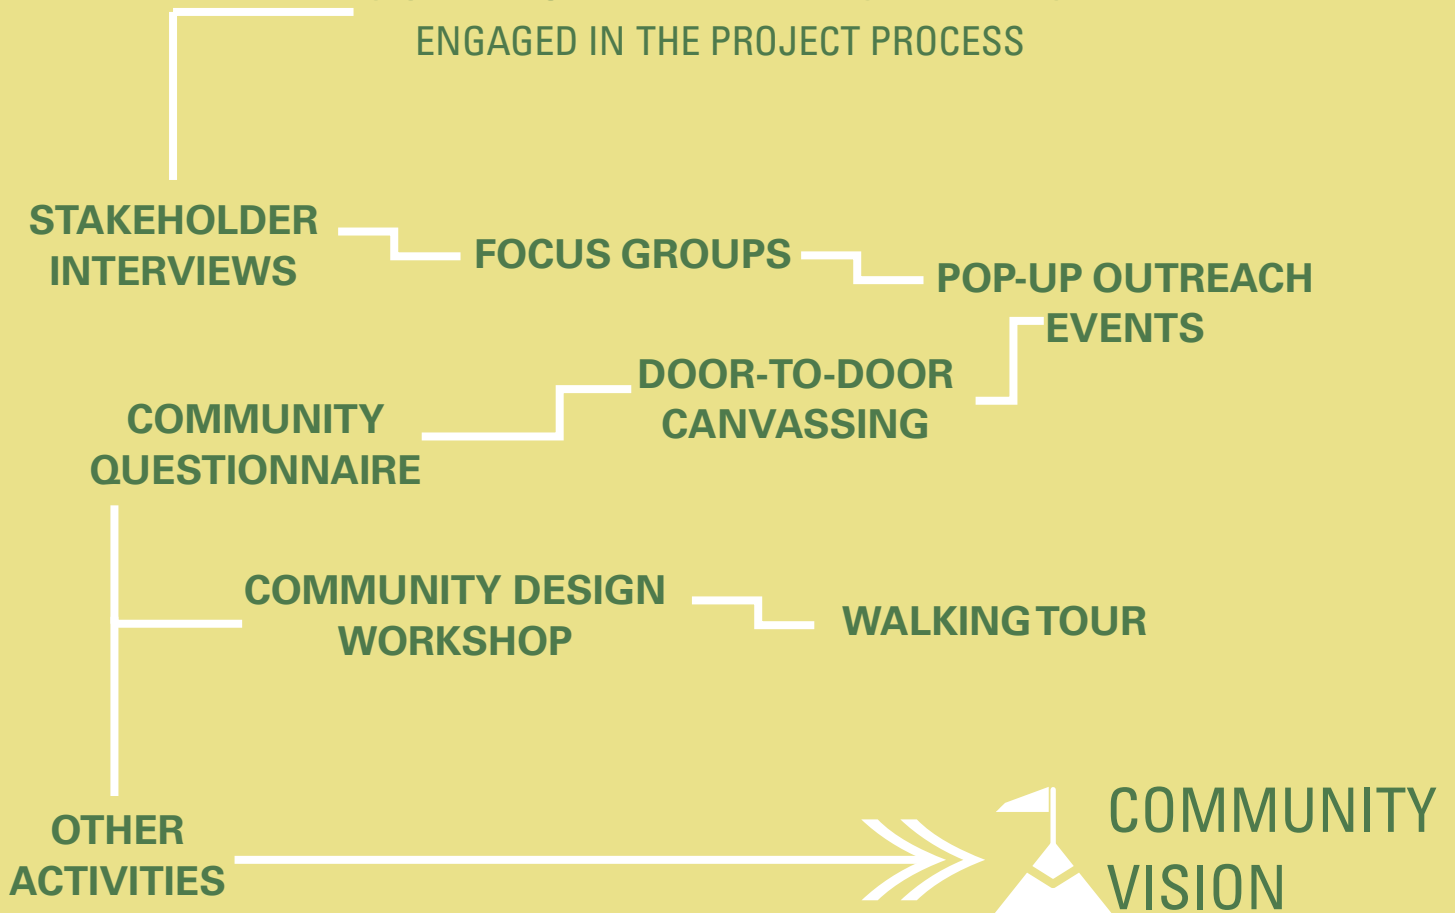 ENGAGED IN THE PROJECT PROCESS
STAKEHOLDER
INTERVIEWS
FOCUS GROUPS
POP-UP OUTREACH
EVENTS
DOOR-TO-DOOR
CANVASSING
COMMUNITY
QUESTIONNAIRE
COMMUNITY DESIGN
WORKSHOP
WALKING TOUR
OTHER
ACTIVITIES
COMMUNITY
VISION